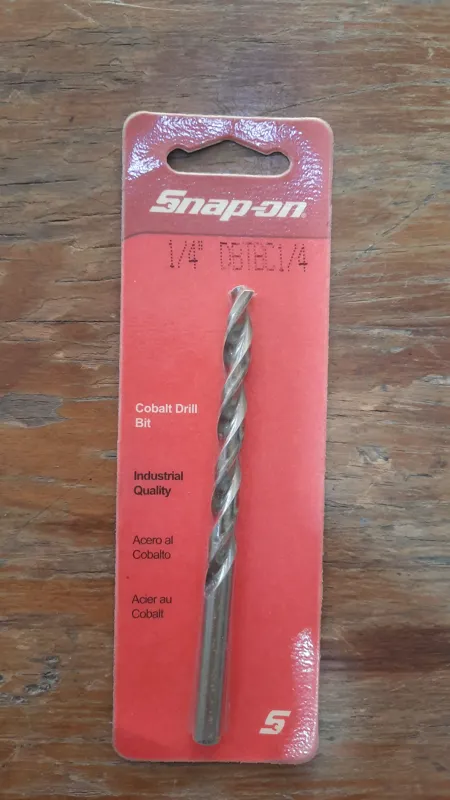 Snap-on
1/4" DBTBC1/4
Cobalt Drill
Bit
Industrial
Quality
Acero al
Cobalto
Acier au
Cobalt
S